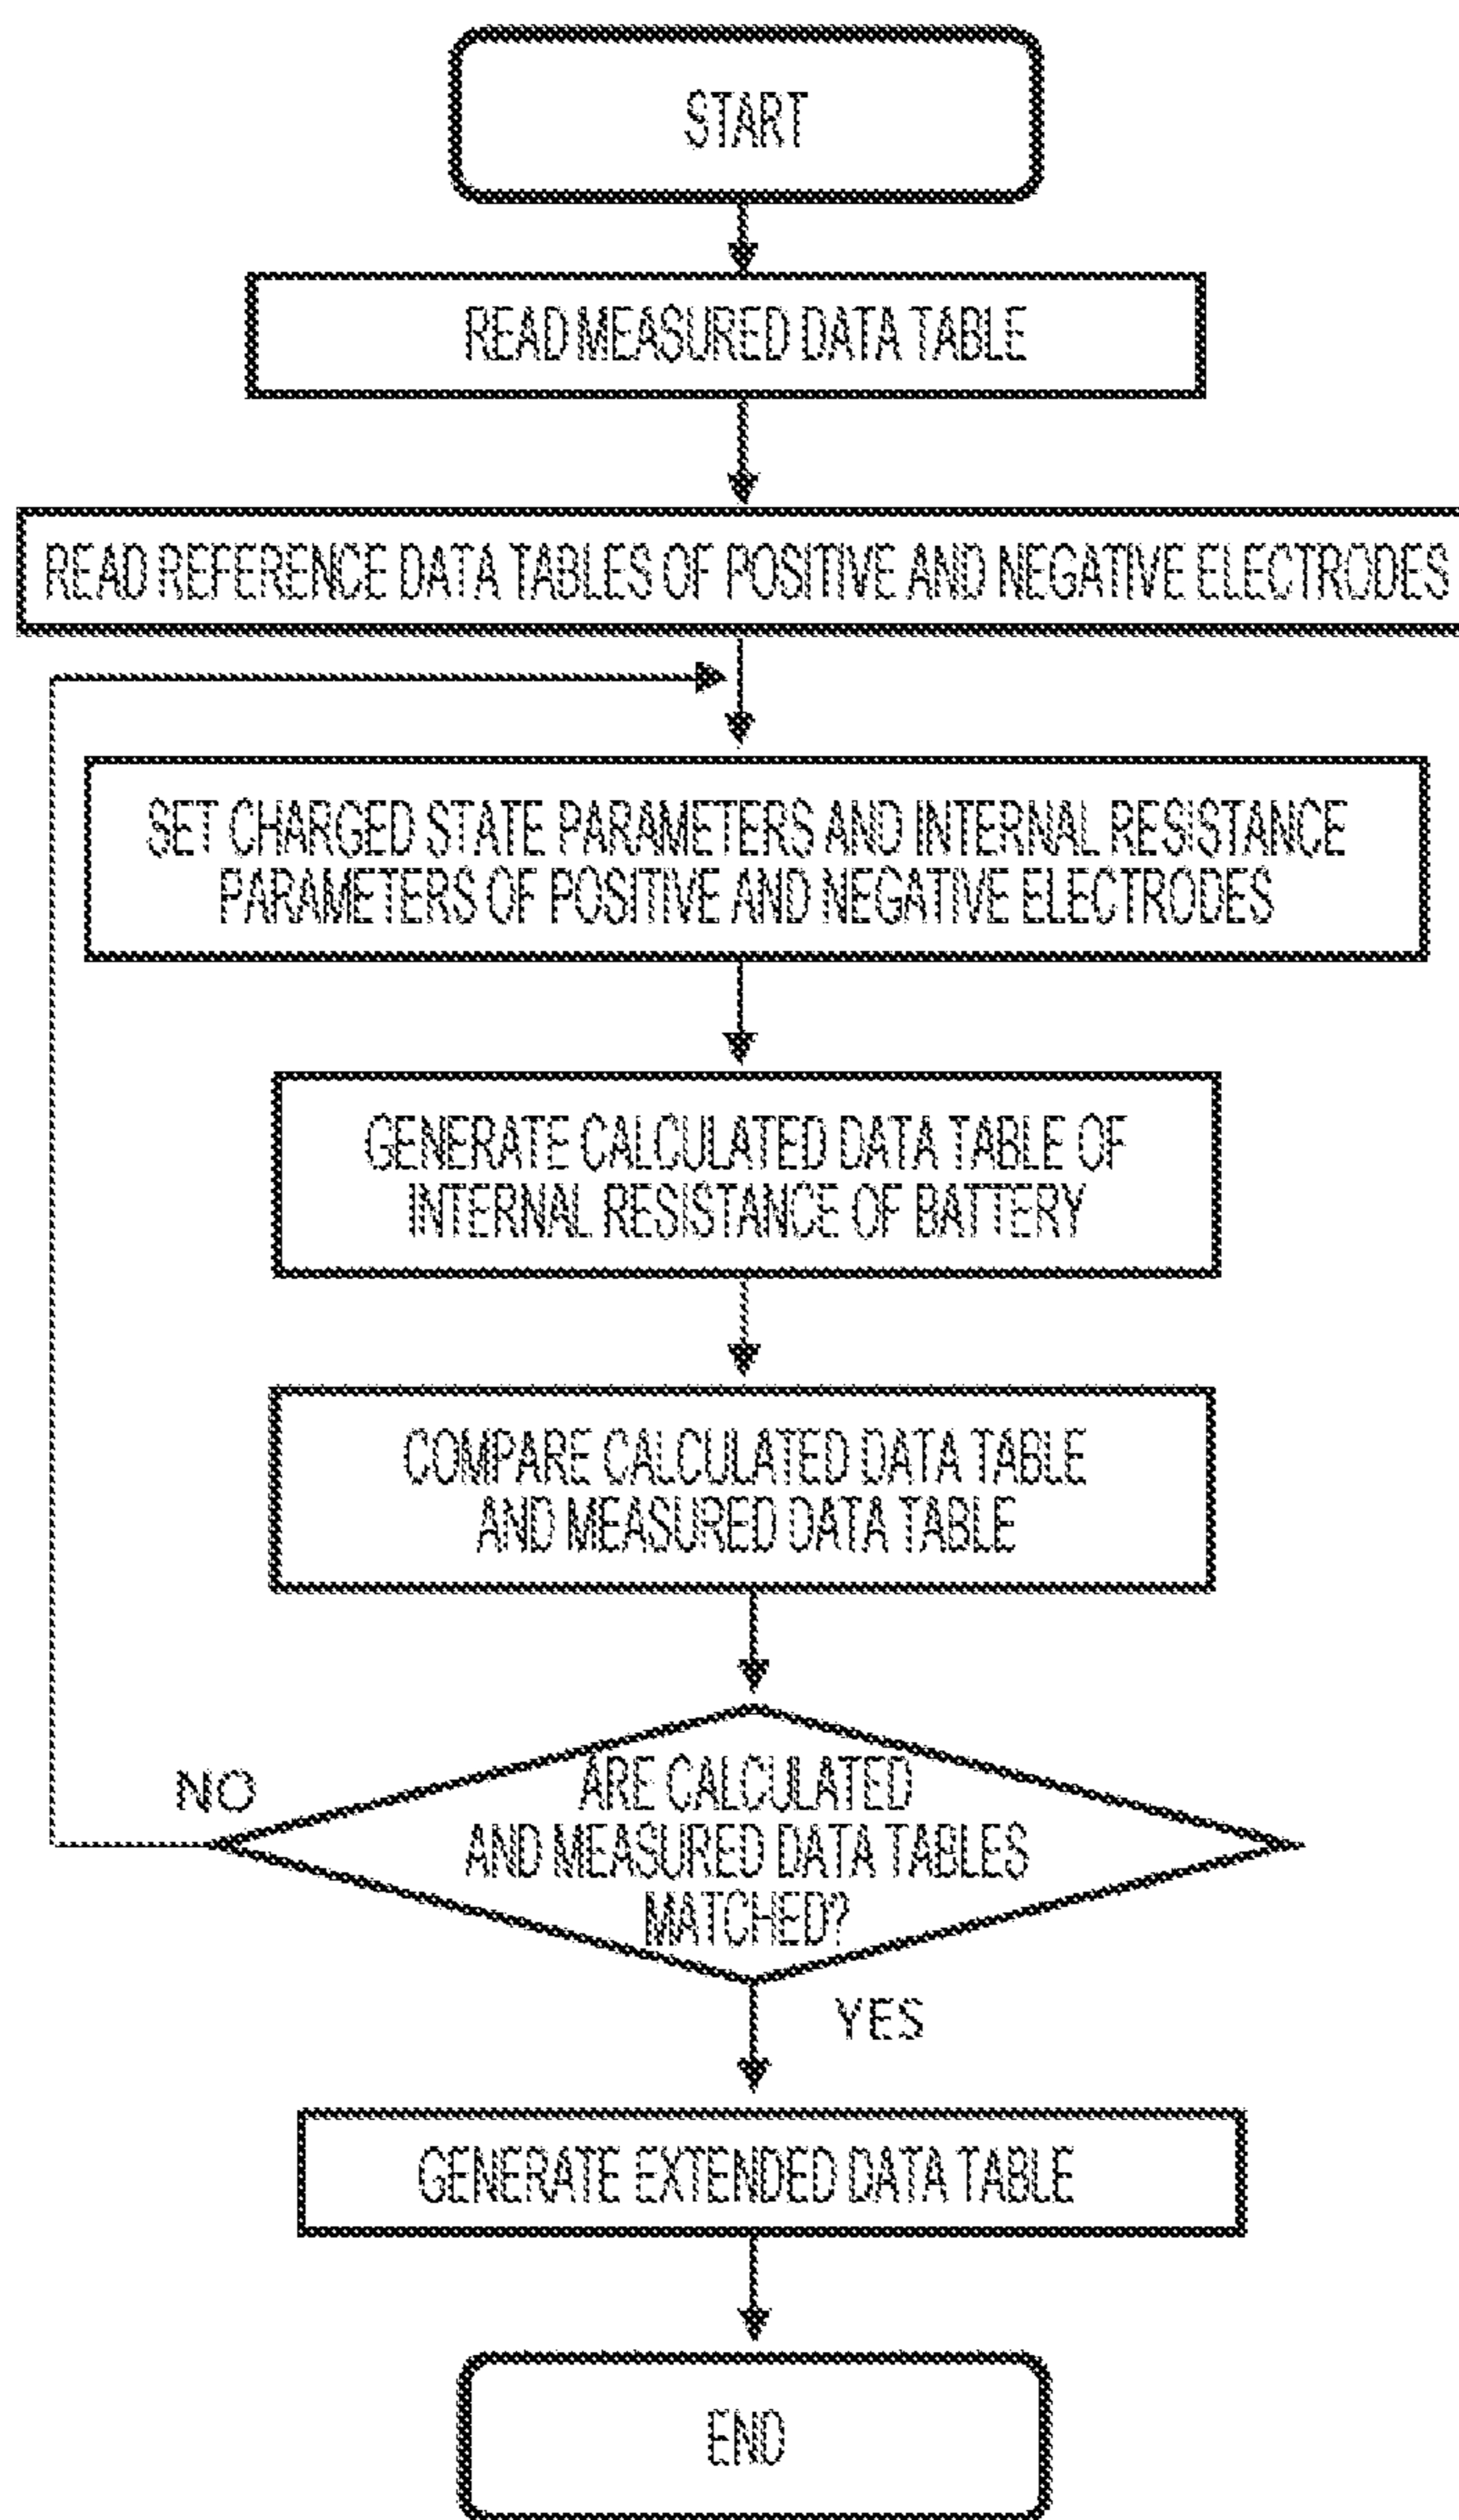 START
READ MEASURED DATA TABLE
READ REFERENCE DATA TABLES OF POSITIVE AND NEGATIVE ELECTRODES
SET CHARGED STATE PARAMETERS AND INTERNAL RESISTANCE
PARAMETERS OF POSITIVE AND NEGATIVE ELECTRODES
GENERATE CALCULATED DATA TABLE OF
INTERNAL RESISTANCE OF BATTERY
COMPARE CALCULATED DATA TABLE
AND MEASURED DATA TABLE
ARE CALCULATED
AND MEASURED DATA TABLES
MATCHED?
NO
YES
GENERATE EXTENDED DATA TABLE
END